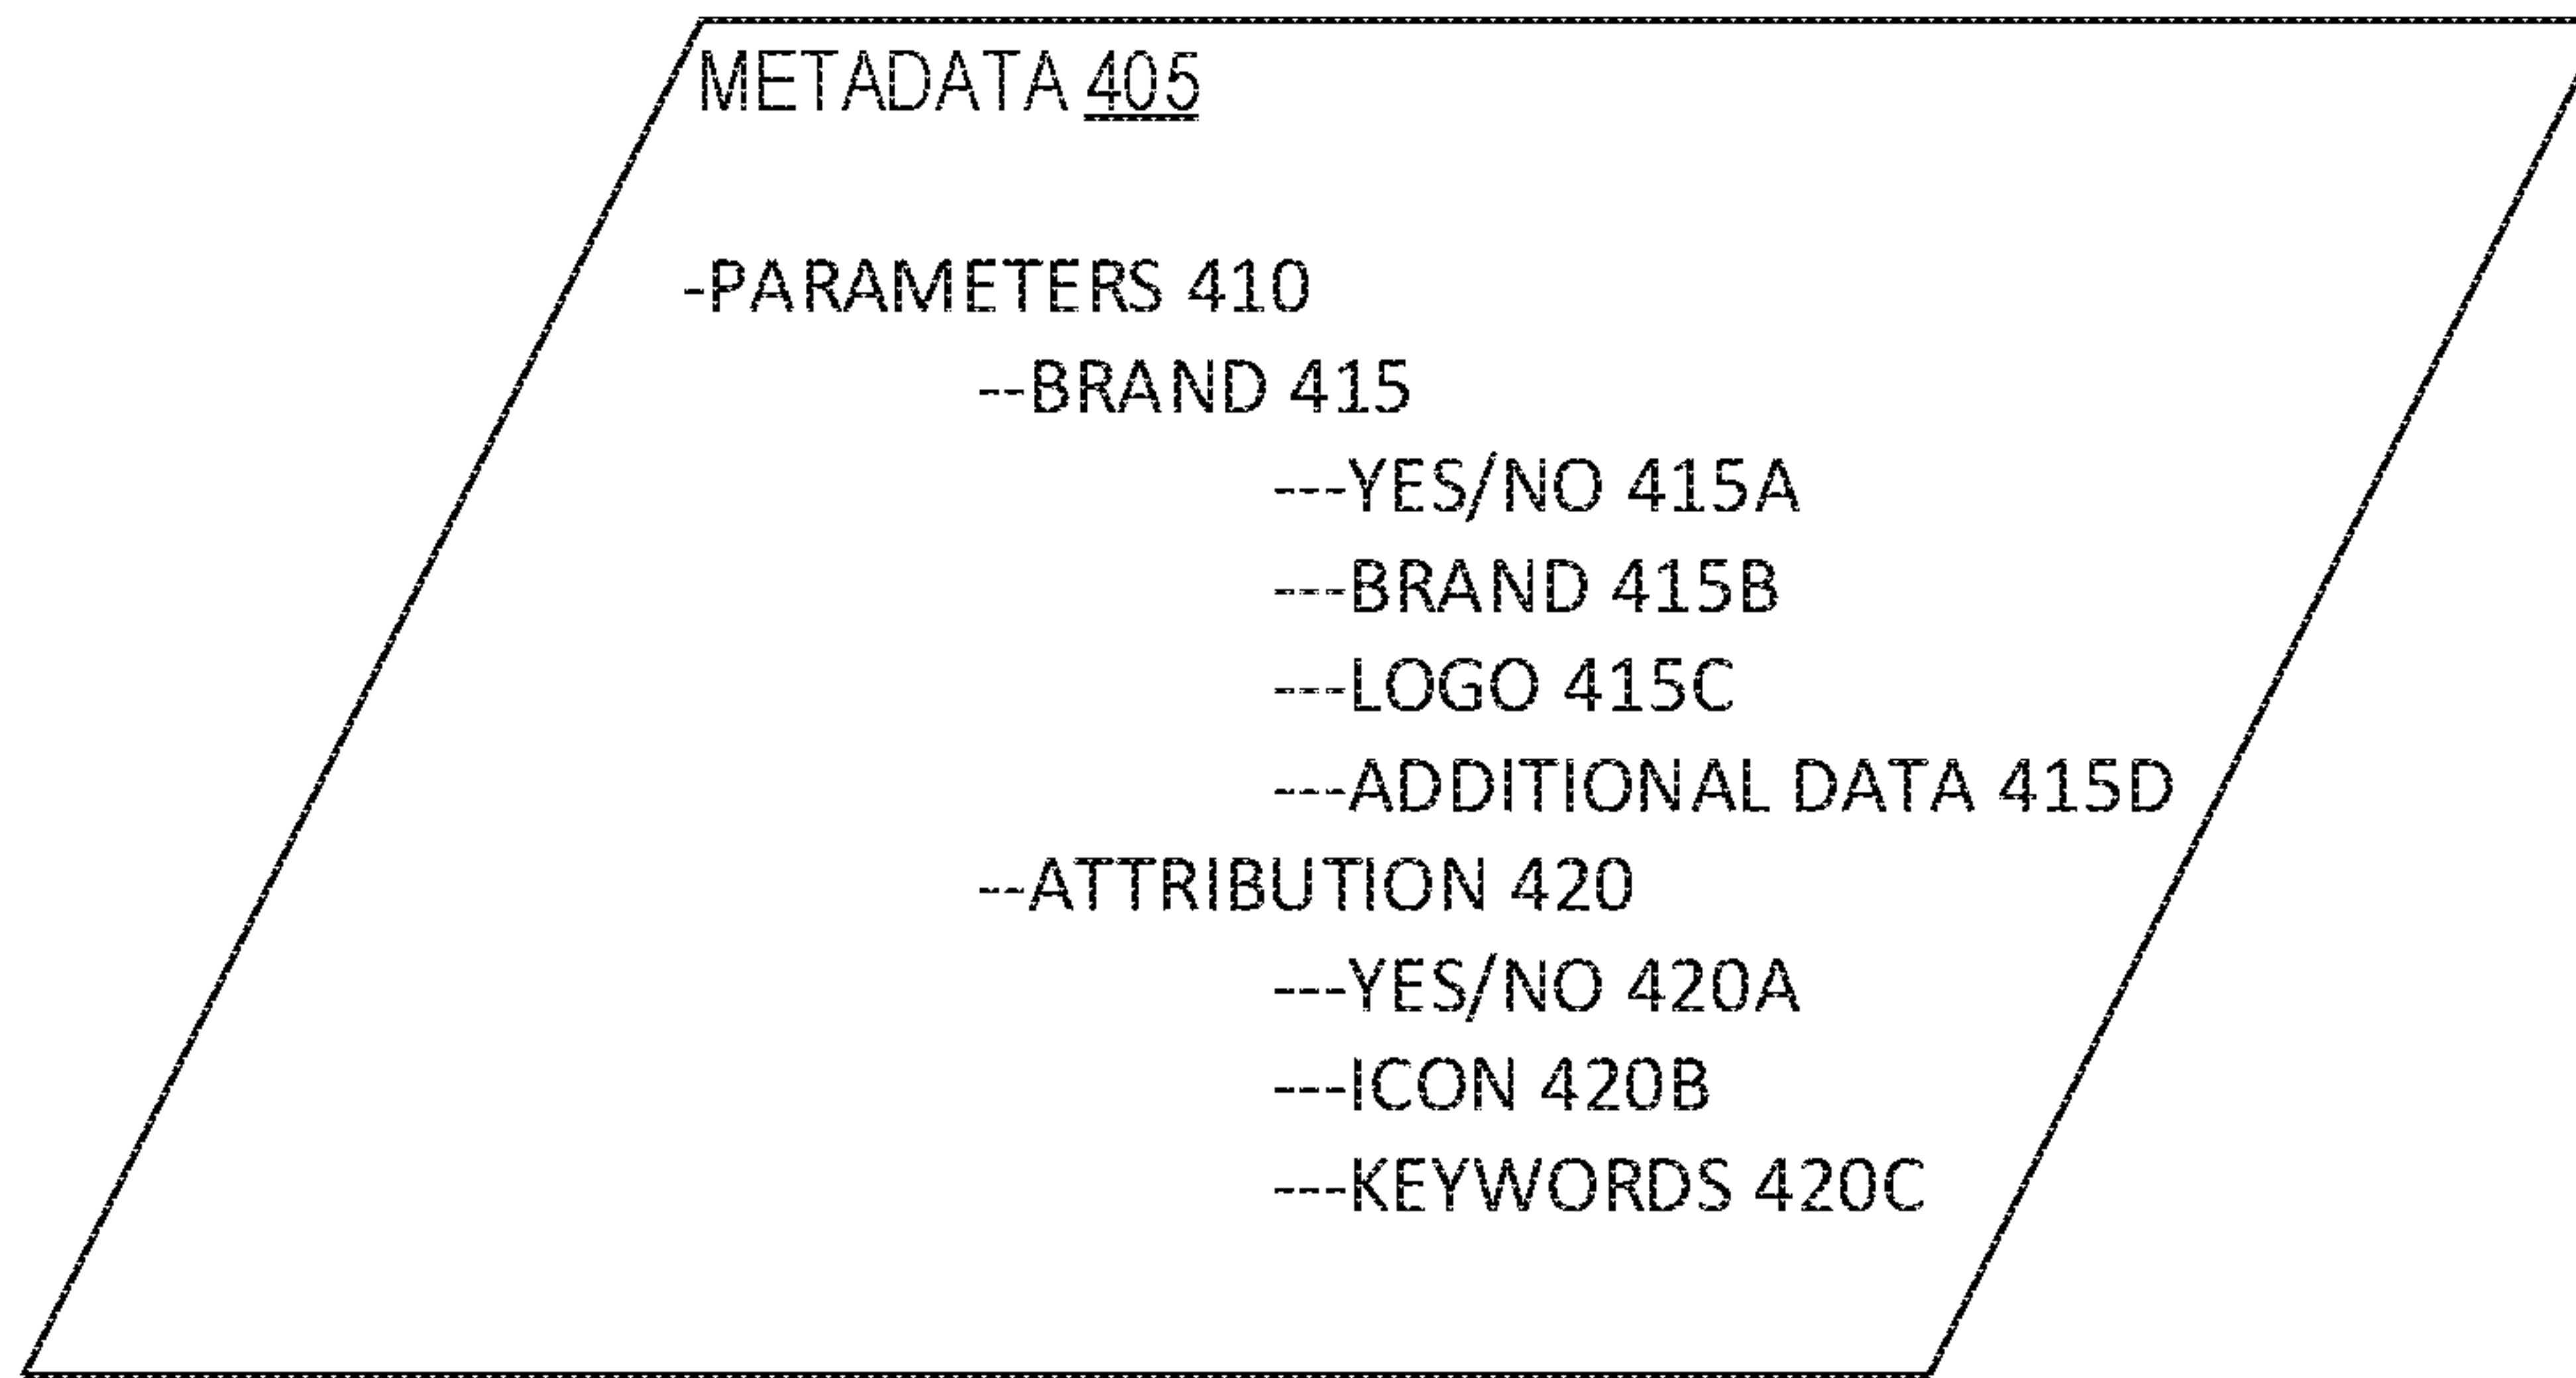 METADATA 405
-PARAMETERS 410
--BRAND 415
---YES/NO 415A
---BRAND 415B
---LOGO 415C
---ADDITIONAL DATA 415D
--ATTRIBUTION 420
---YES/NO 420A
---ICON 420B
---KEYWORDS 420C